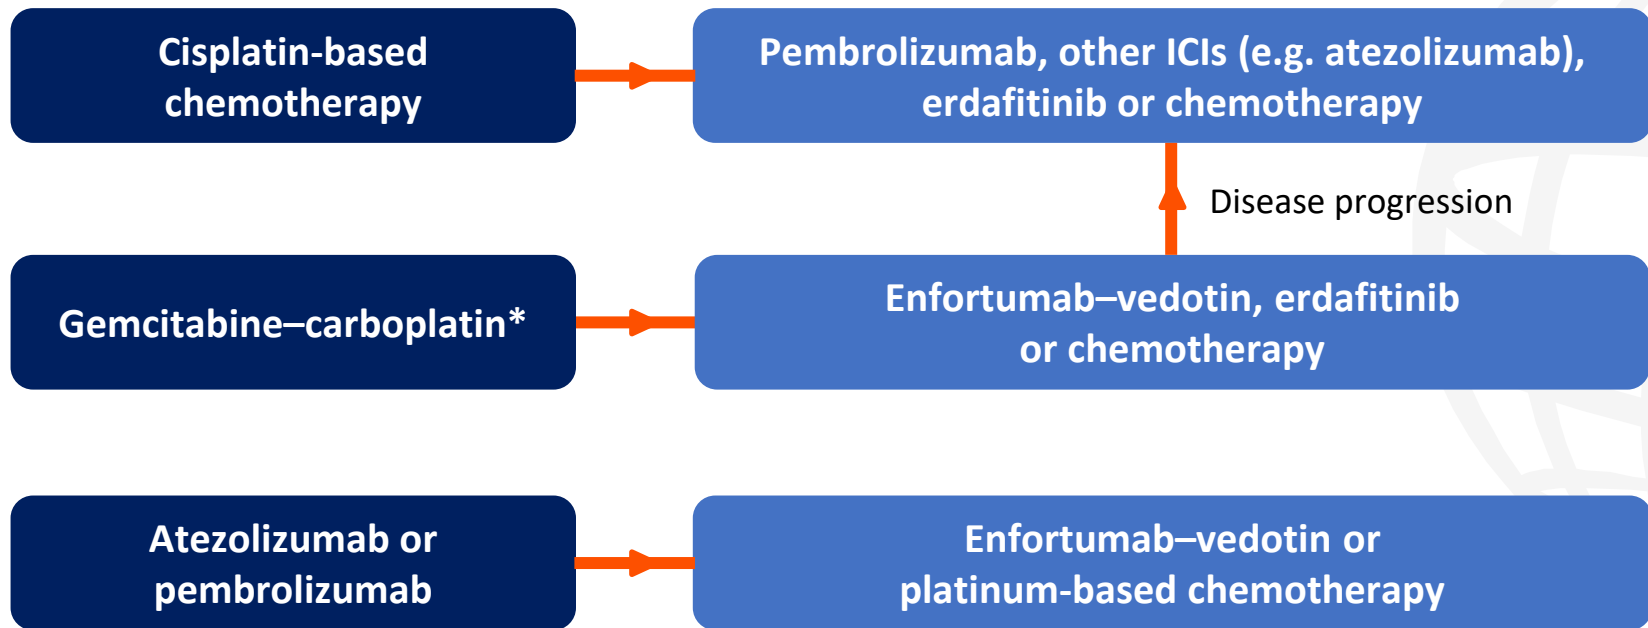 Cisplatin-based
chemotherapy
Pembrolizumab, other ICIs (e.g. atezolizumab),
erdafitinib or chemotherapy
Disease progression
Gemcitabine–carboplatin*
Enfortumab–vedotin, erdafitinib
or chemotherapy
Atezolizumab or
pembrolizumab
Enfortumab–vedotin or
platinum-based chemotherapy